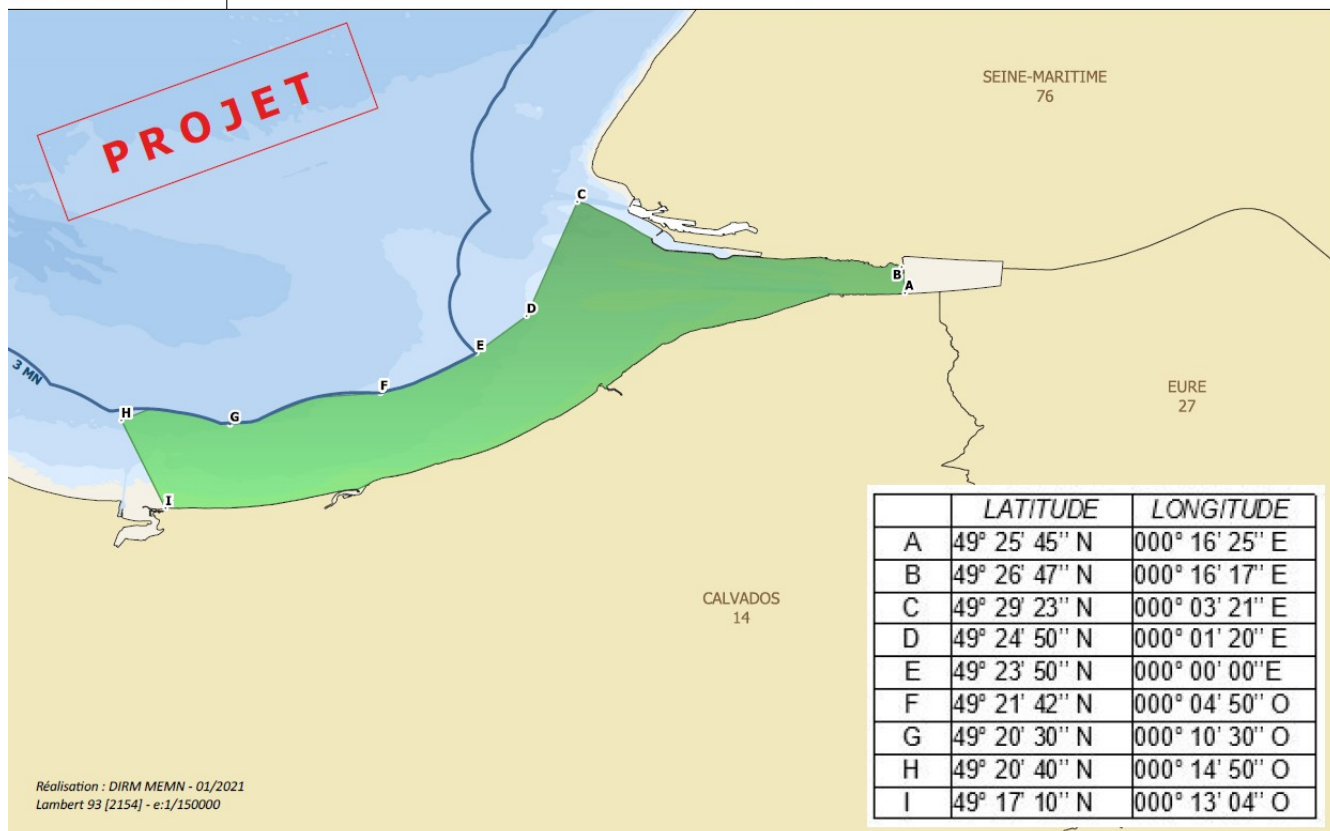 PROJET
SEINE-MARITIME
76
C
B
A
D
E
3 MN
F
H
G
EURE
27
I
LATITUDE LONGITUDE
A 49° 25' 45'' N 000° 16' 25'' E
B 49° 26' 47'' N 000° 16' 17'' E
C 49° 29' 23'' N 000° 03' 21'' E
D 49° 24' 50'' N 000° 01' 20'' E
E 49° 23' 50'' N 000° 00' 00''E
F 49° 21' 42'' N 000° 04' 50'' O
G 49° 20' 30'' N 000° 10' 30'' O
H 49° 20' 40'' N 000° 14' 50'' O
I 49° 17' 10'' N 000° 13' 04'' O
CALVADOS
14
Réalisation : DIRM MEMN - 01/2021
Lambert 93 [2154] - e:1/150000